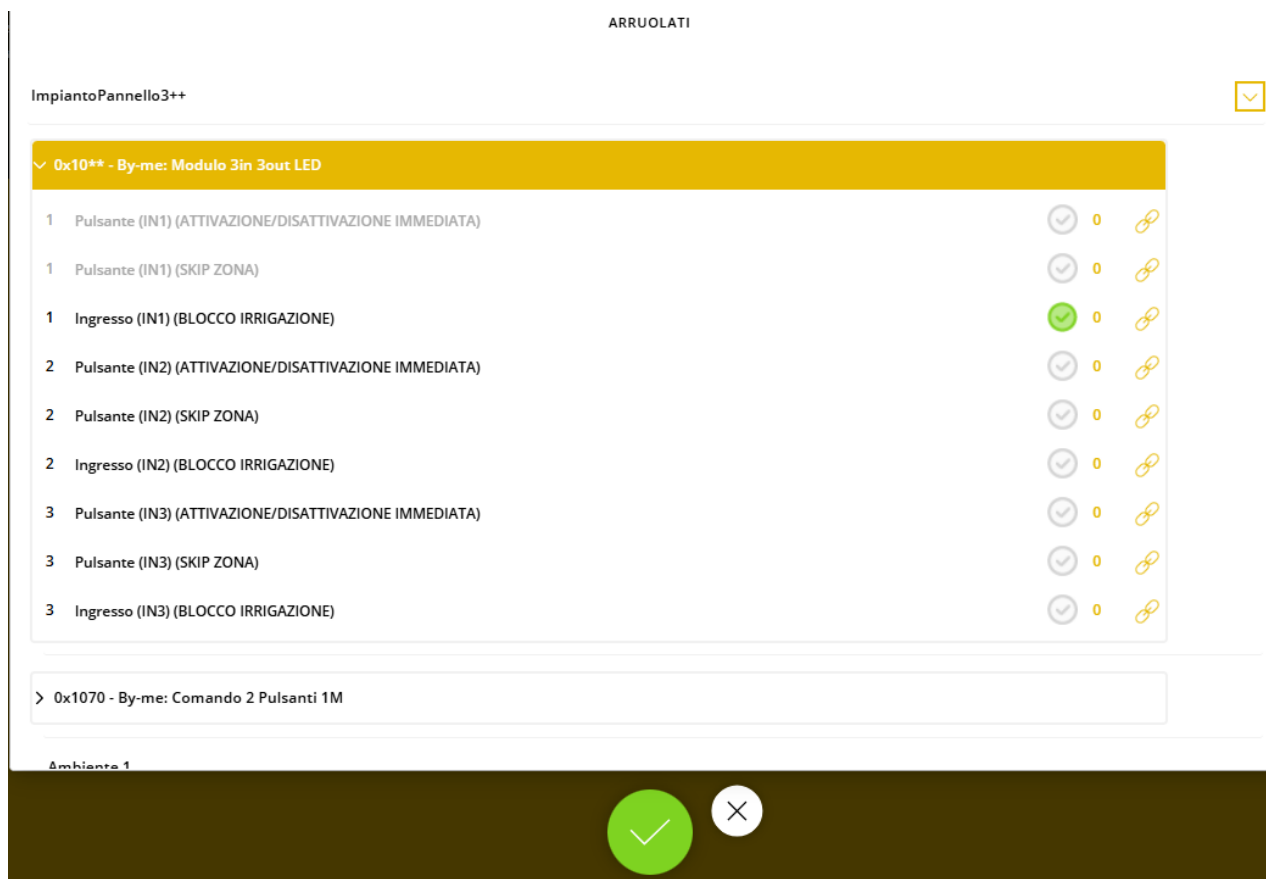 ARRUOLATI
ImpiantoPannello3++
0x10** - By-me: Modulo 3in 3out LED
1 Pulsante (IN1) (ATTIVAZIONE/DISATTIVAZIONE IMMEDIATA) 0
1 Pulsante (IN1) (SKIP ZONA) 0
1 Ingresso (IN1) (BLOCCO IRRIGAZIONE) 0
2 Pulsante (IN2) (ATTIVAZIONE/DISATTIVAZIONE IMMEDIATA) 0
2 Pulsante (IN2) (SKIP ZONA) 0
2 Ingresso (IN2) (BLOCCO IRRIGAZIONE) 0
3 Pulsante (IN3) (ATTIVAZIONE/DISATTIVAZIONE IMMEDIATA) 0
3 Pulsante (IN3) (SKIP ZONA) 0
3 Ingresso (IN3) (BLOCCO IRRIGAZIONE) 0
0x1070 - By-me: Comando 2 Pulsanti 1M
Ambiente 1